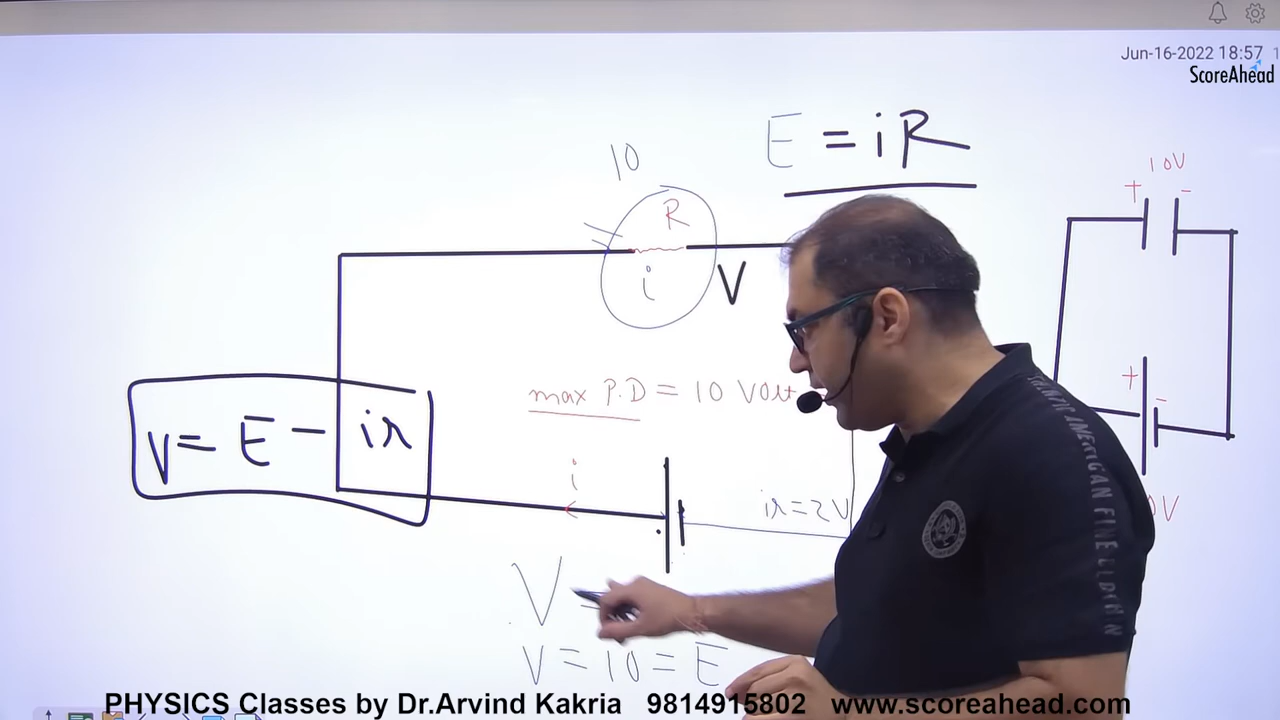 Jun-16-2022 18:57
ScoreAhead
E = iR
10
10V
+ -
R
i
V
max P.D = 10 Volt
+
-
V = E - ir
i
ir = 2V
0V
V =
V = 10 = E
PHYSICS Classes by Dr.Arvind Kakria 9814915802 www.scoreahead.com